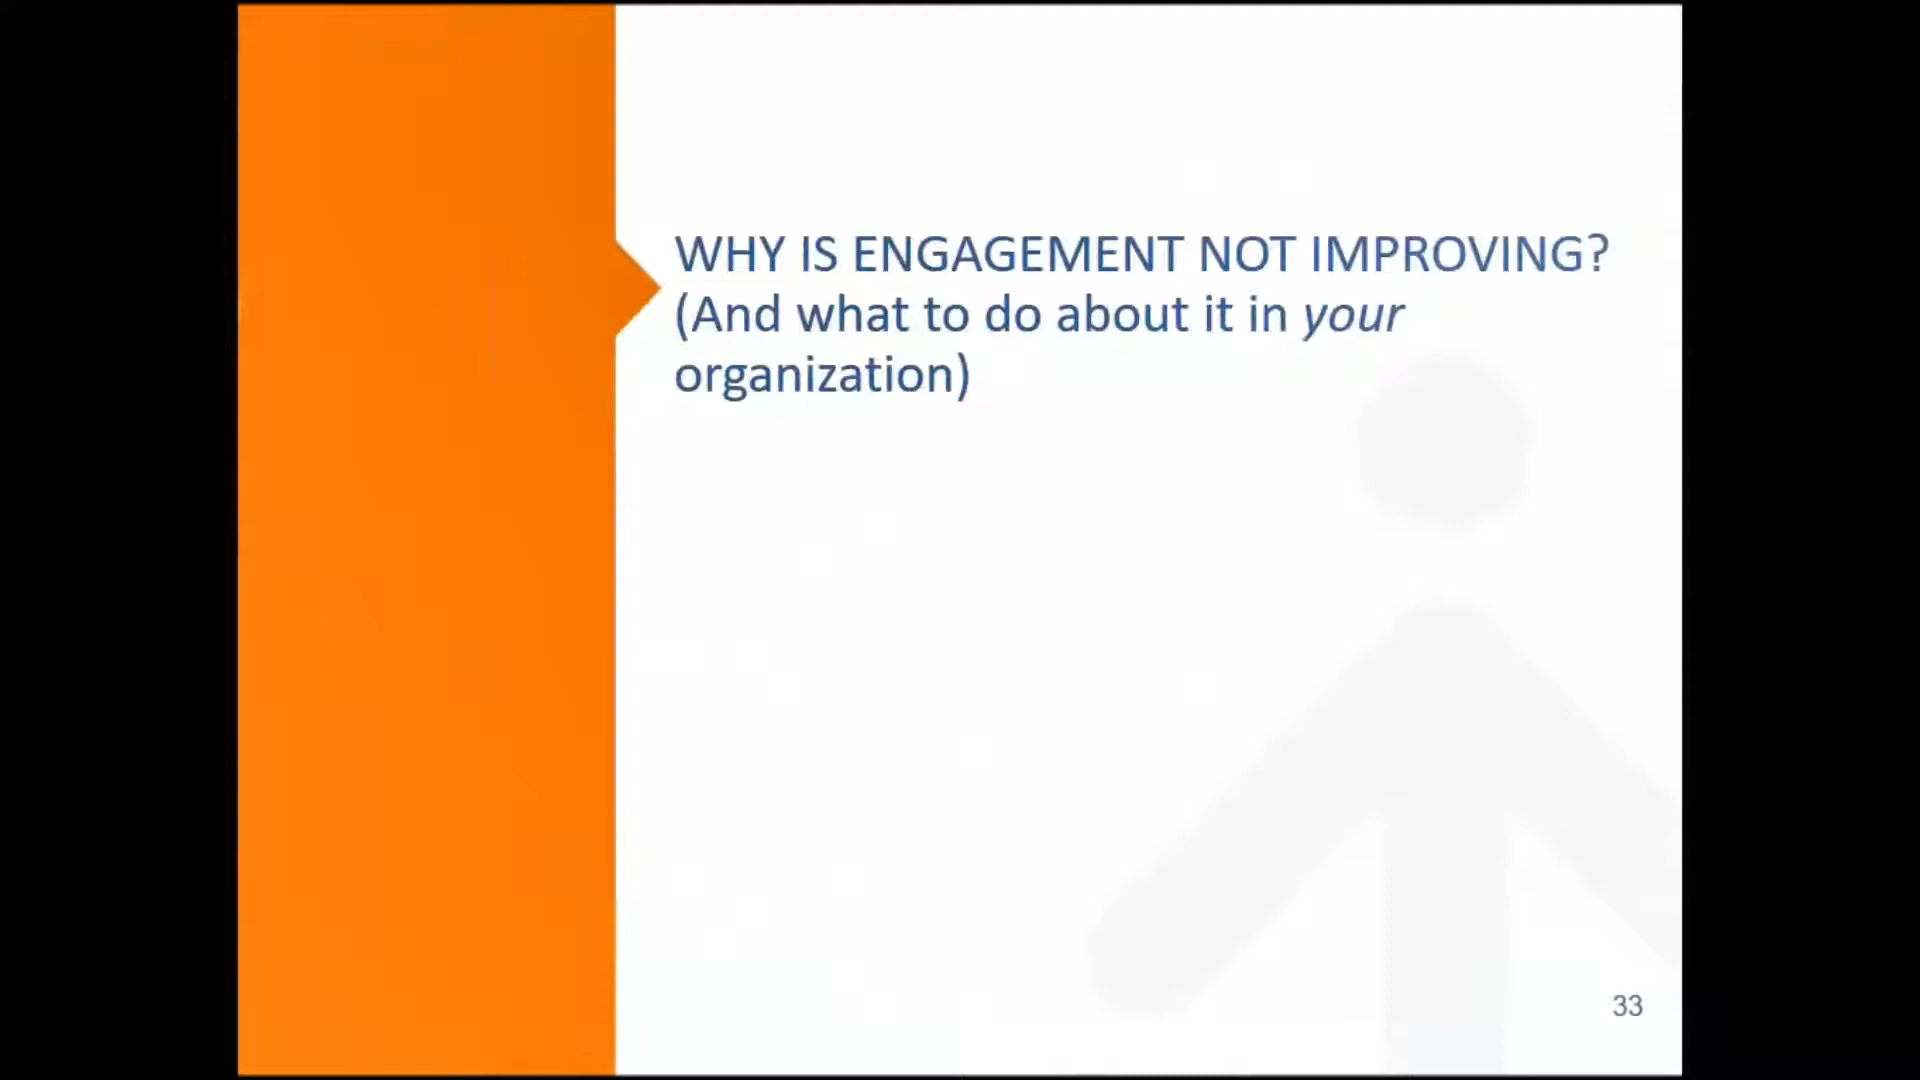 WHY IS ENGAGEMENT NOT IMPROVING?
(And what to do about it in your
organization)
33